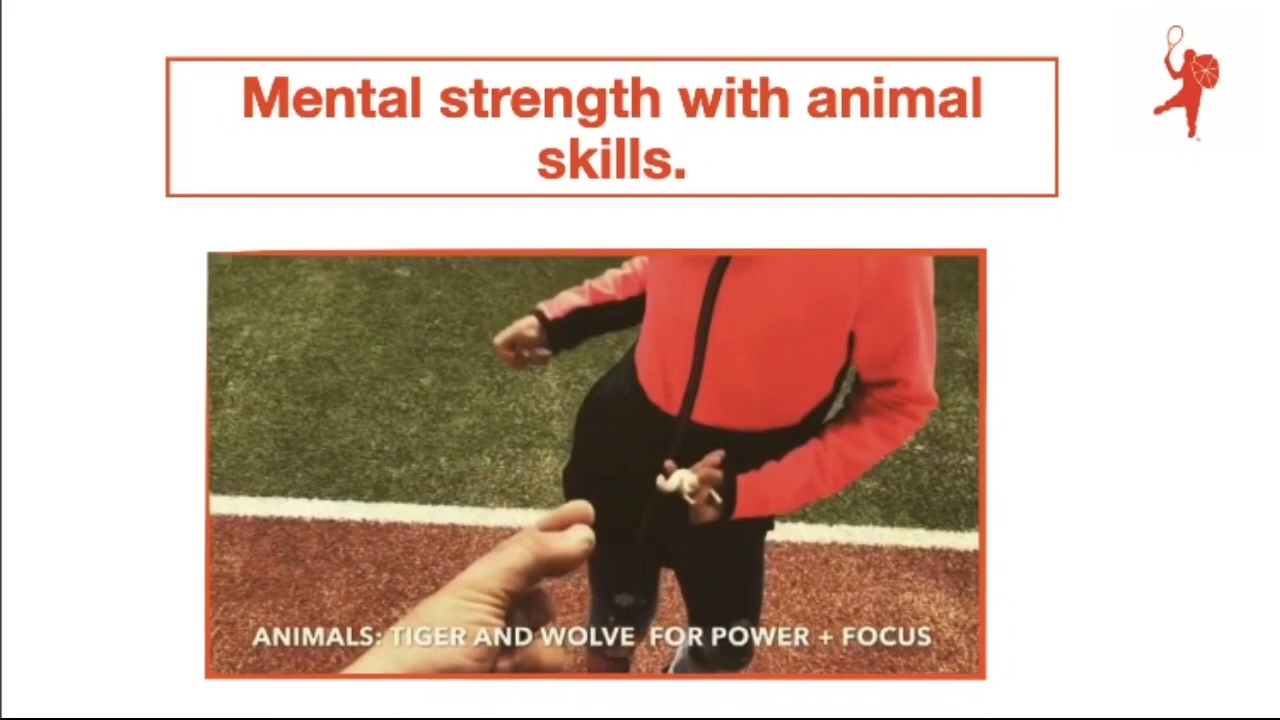 Mental strength with animal
skills.
ANIMALS: TIGER AND WOLVE FOR POWER + FOCUS